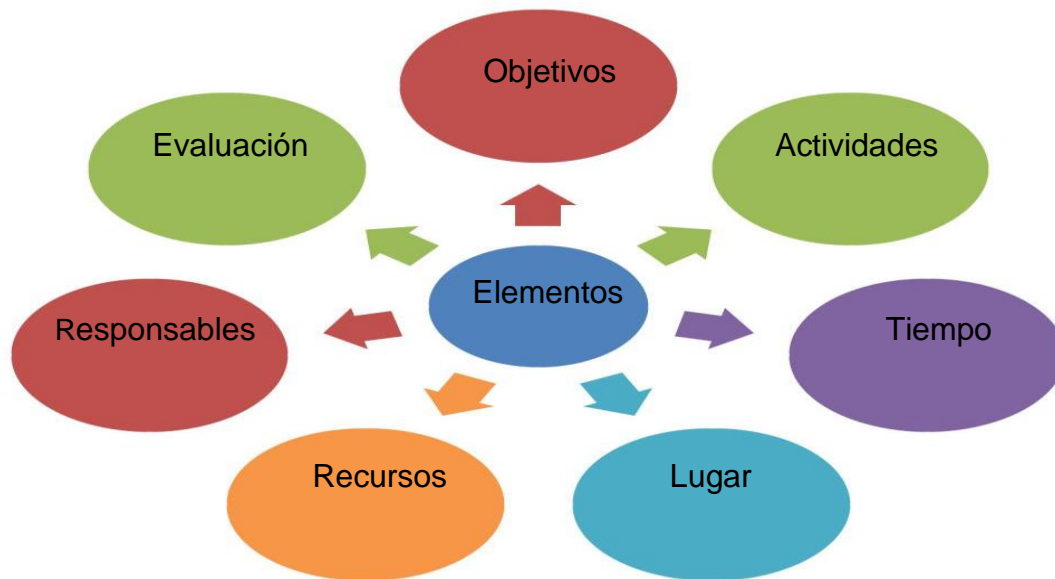 Objetivos
Evaluación
Actividades
Elementos
Responsables
Tiempo
Recursos
Lugar